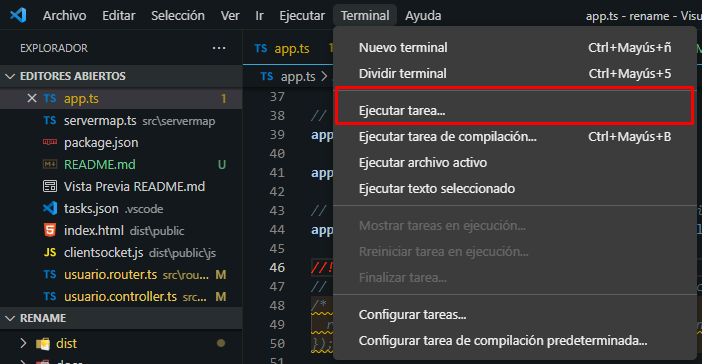 Archivo Editar Selección Ver Ir Ejecutar Terminal Ayuda app.ts - rename - Visu
EXPLORADOR
EDITORES ABIERTOS
TS app.ts 1
TS servermap.ts src\servermap
package.json
README.md U
Vista Previa README.md
tasks.json .vscode
index.html dist\public
JS clientsocket.js dist\public\js
TS usuario.router.ts src\rou... M
TS usuario.controller.ts src... M
RENAME
dist
TS app.ts 1
TS app.ts
37
38 //
39 app
40
41 app
42
43 //
44 app
45
46 //!
47 //
48 /*
49
50 });
Nuevo terminal Ctrl+Mayús+ñ
Dividir terminal Ctrl+Mayús+5
Ejecutar tarea...
Ejecutar tarea de compilación... Ctrl+Mayús+B
Ejecutar archivo activo
Ejecutar texto seleccionado
Mostrar tareas en ejecución...
Rreiniciar tarea en ejecución...
Finalizar tarea...
Configurar tareas...
Configurar tarea de compilación predeterminada...